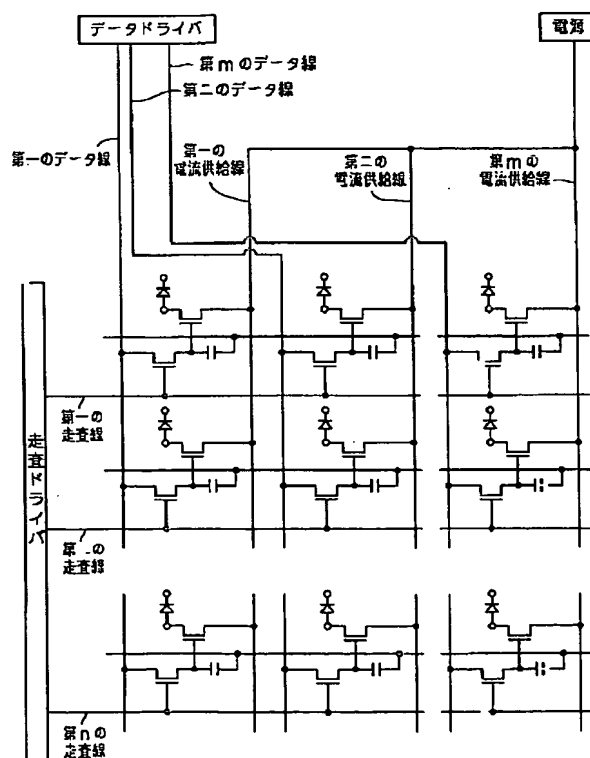 データドライバ
電源
第mのデータ線
第二のデータ線
第一のデータ線
第一の
電流供給線
第二の
電流供給線
第mの
電流供給線
走査ドライバ
第一の
走査線
第 の
走査線
第nの
走査線